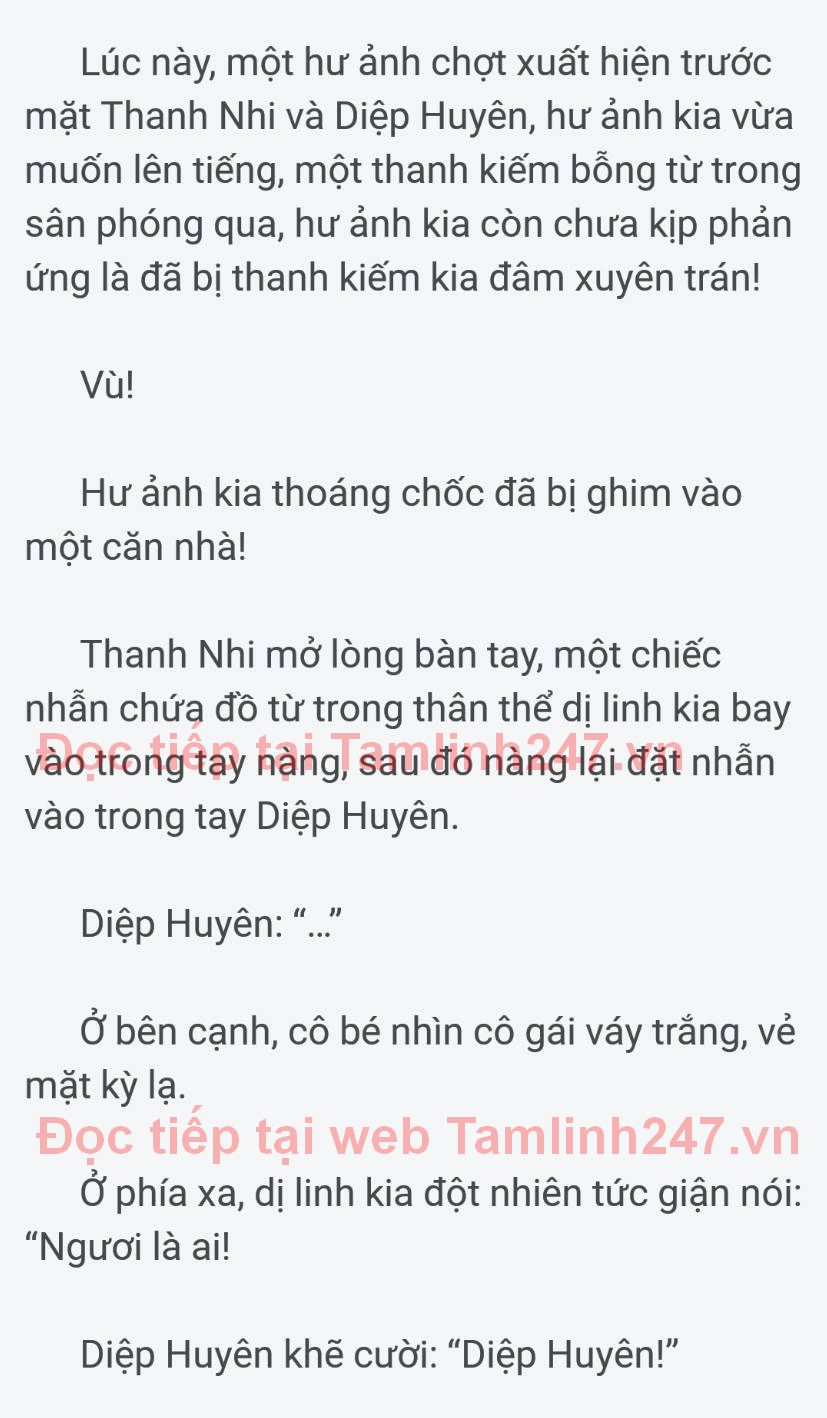 Lúc này, một hư ảnh chợt xuất hiện trước
mặt Thanh Nhi và Diệp Huyên, hư ảnh kia vừa
muốn lên tiếng, một thanh kiếm bỗng từ trong
sân phóng qua, hư ảnh kia còn chưa kịp phản
ứng là đã bị thanh kiếm kia đâm xuyên trán!
Vù!
Hư ảnh kia thoáng chốc đã bị ghim vào
một căn nhà!
Thanh Nhi mở lòng bàn tay, một chiếc
nhẫn chứa đồ từ trong thân thể dị linh kia bay
Đọc tiếp tại Tamlinh247.vn
vào trong tay nàng, sau đó nàng lại đặt nhẫn
vào trong tay Diệp Huyên.
Diệp Huyên: “...”
Ở bên cạnh, cô bé nhìn cô gái váy trắng, vẻ
mặt kỳ lạ.
Đọc tiếp tại web Tamlinh247.vn
Ở phía xa, dị linh kia đột nhiên tức giận nói:
“Ngươi là ai!
Diệp Huyên khẽ cười: “Diệp Huyên!”